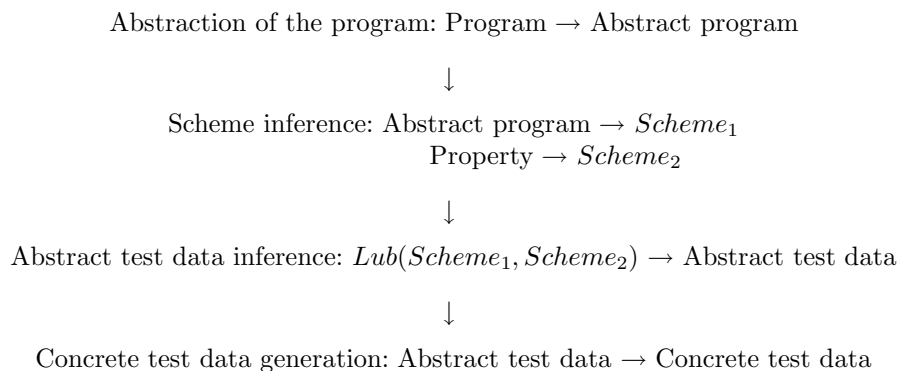 Abstraction of the program: Program → Abstract program
↓
Scheme inference: Abstract program → Scheme₁
Property → Scheme₂
↓
Abstract test data inference: Lub(Scheme₁, Scheme₂) → Abstract test data
↓
Concrete test data generation: Abstract test data → Concrete test data